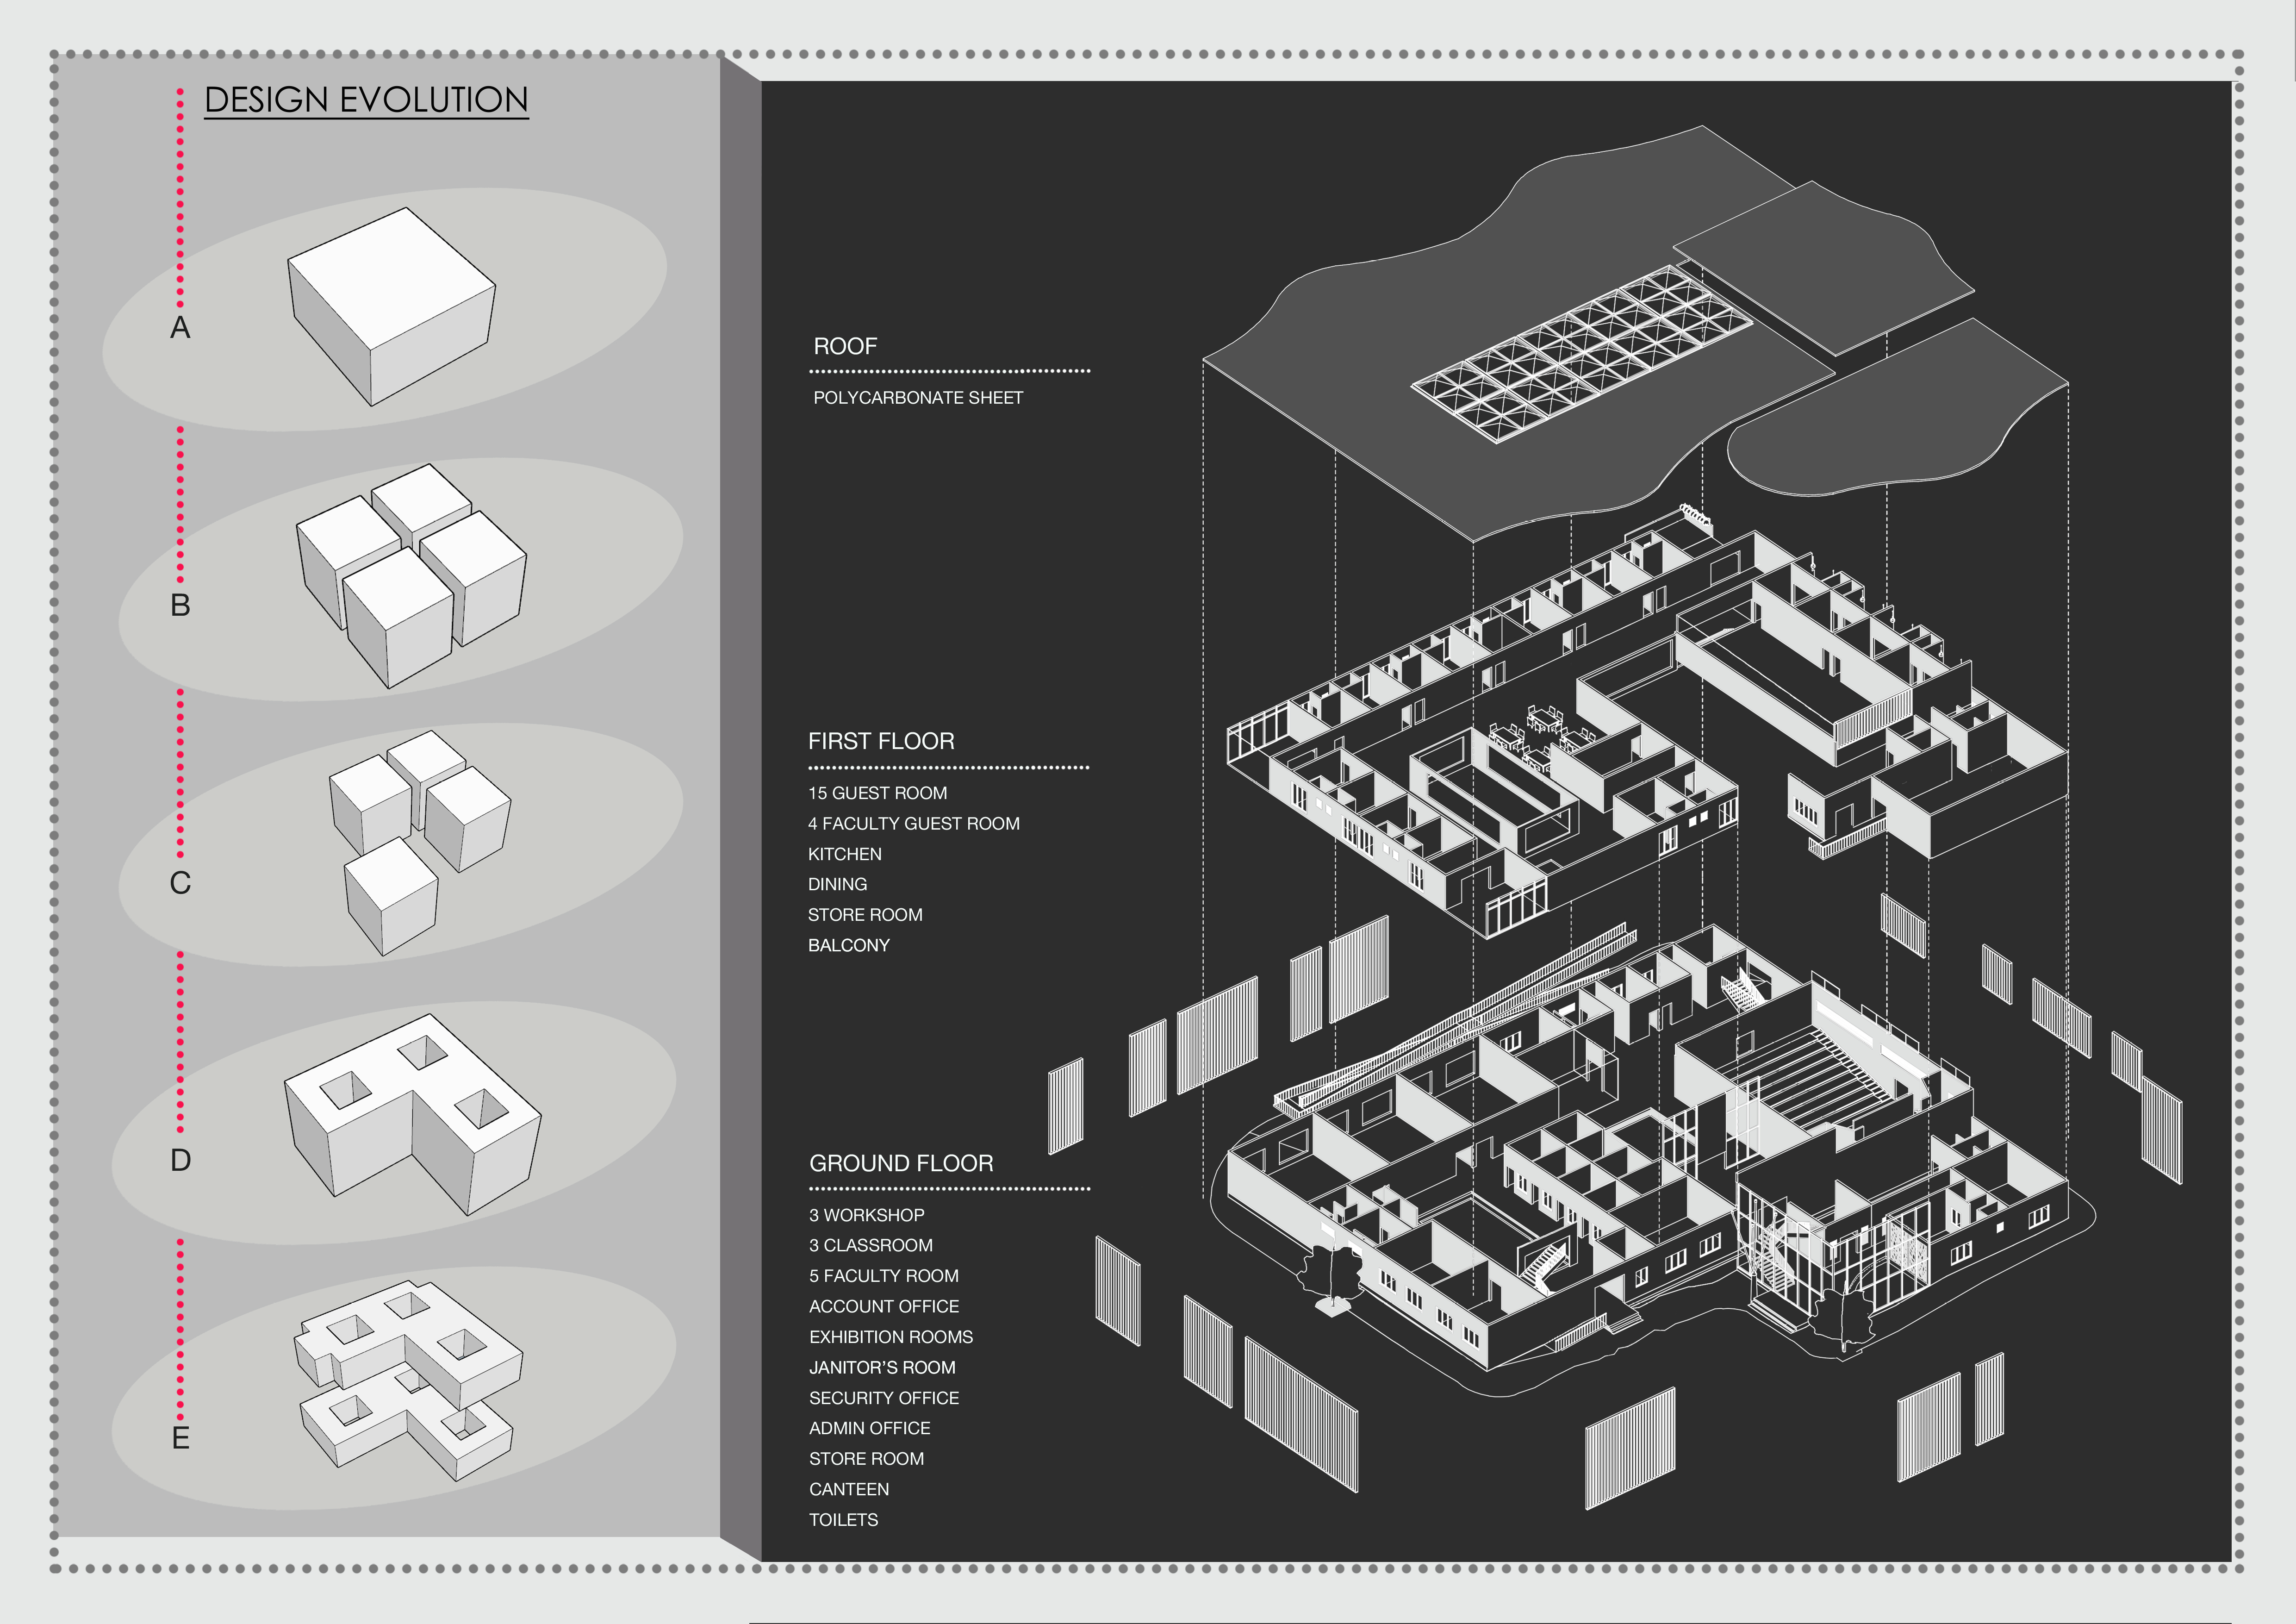 DESIGN EVOLUTION
A
B
C
D
E
ROOF
POLYCARBONATE SHEET
FIRST FLOOR
15 GUEST ROOM
4 FACULTY GUEST ROOM
KITCHEN
DINING
STORE ROOM
BALCONY
GROUND FLOOR
3 WORKSHOP
3 CLASSROOM
5 FACULTY ROOM
ACCOUNT OFFICE
EXHIBITION ROOMS
JANITOR'S ROOM
SECURITY OFFICE
ADMIN OFFICE
STORE ROOM
CANTEEN
TOILETS